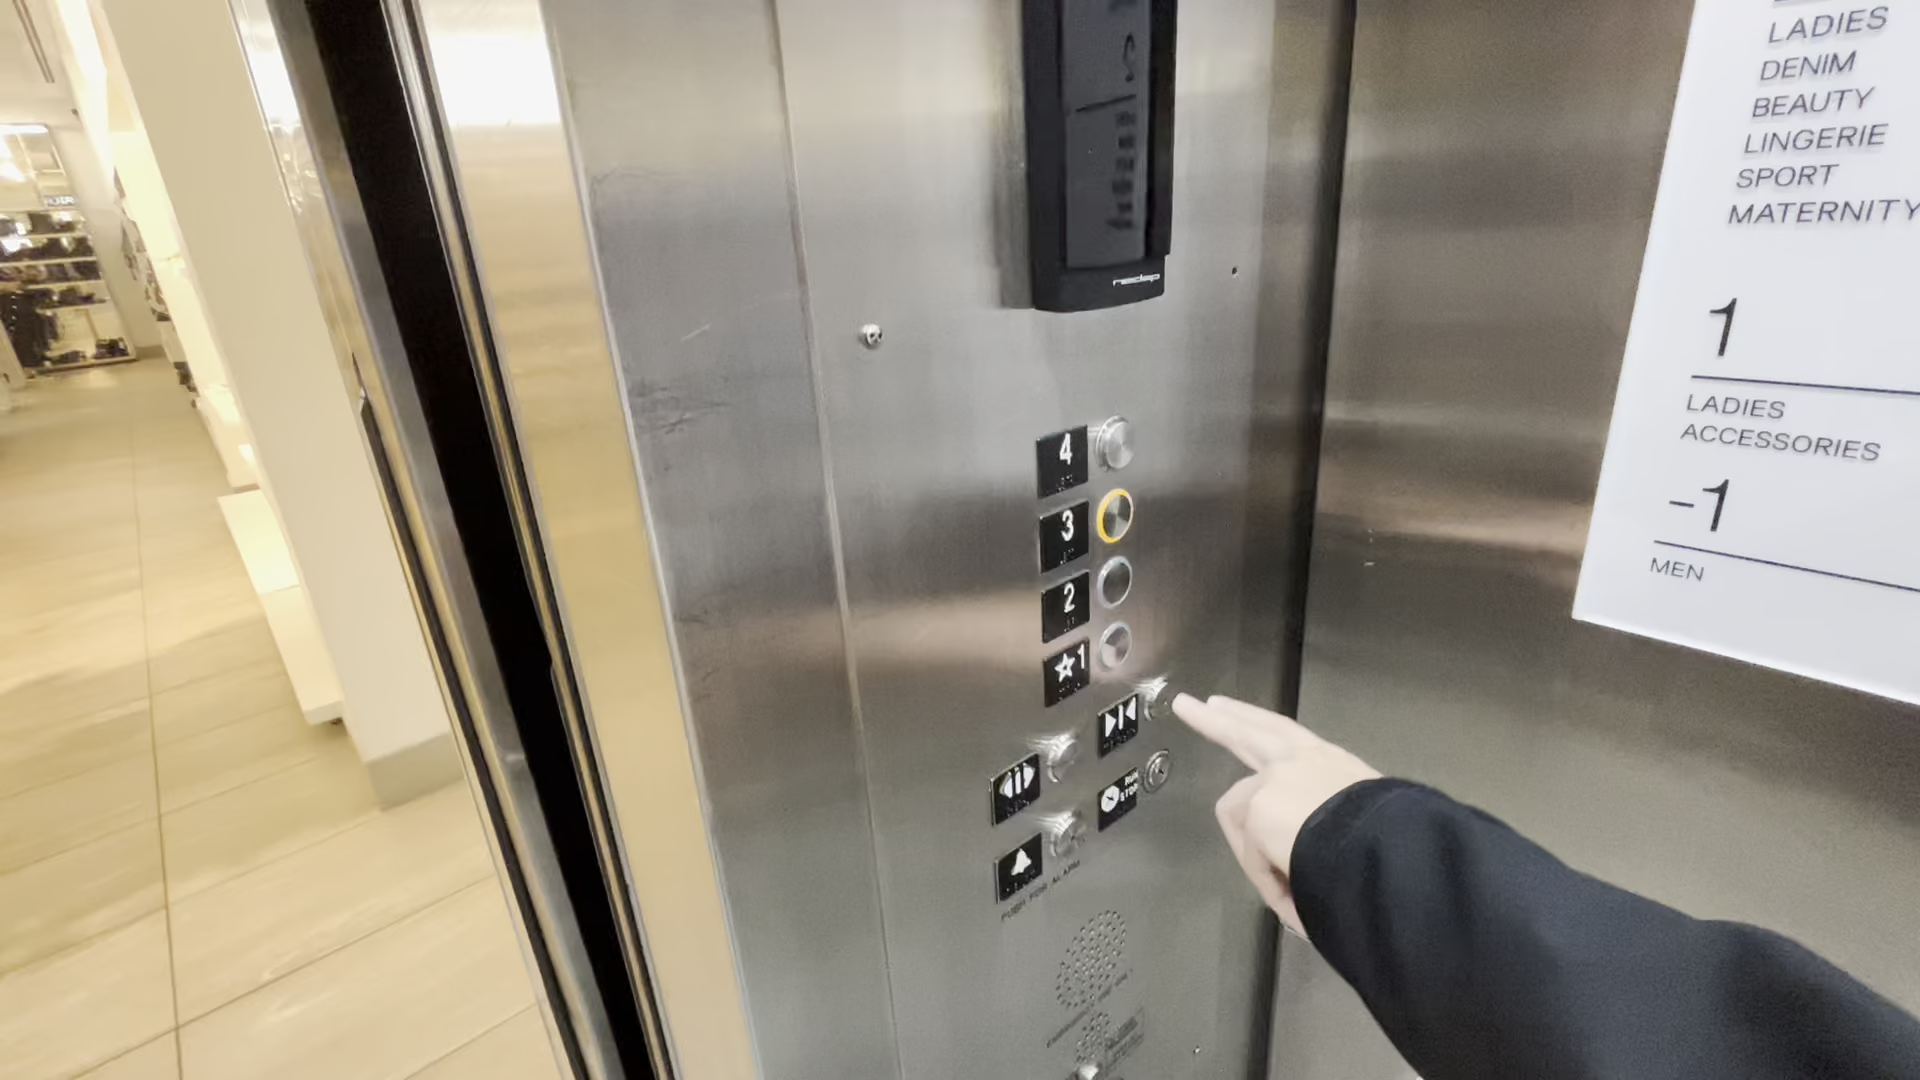 LADIES
DENIM
BEAUTY
LINGERIE
SPORT
MATERNITY
1
LADIES
ACCESSORIES
-1
MEN
4
3
2
☆1
RUN
STOP
PUSH FOR ALARM